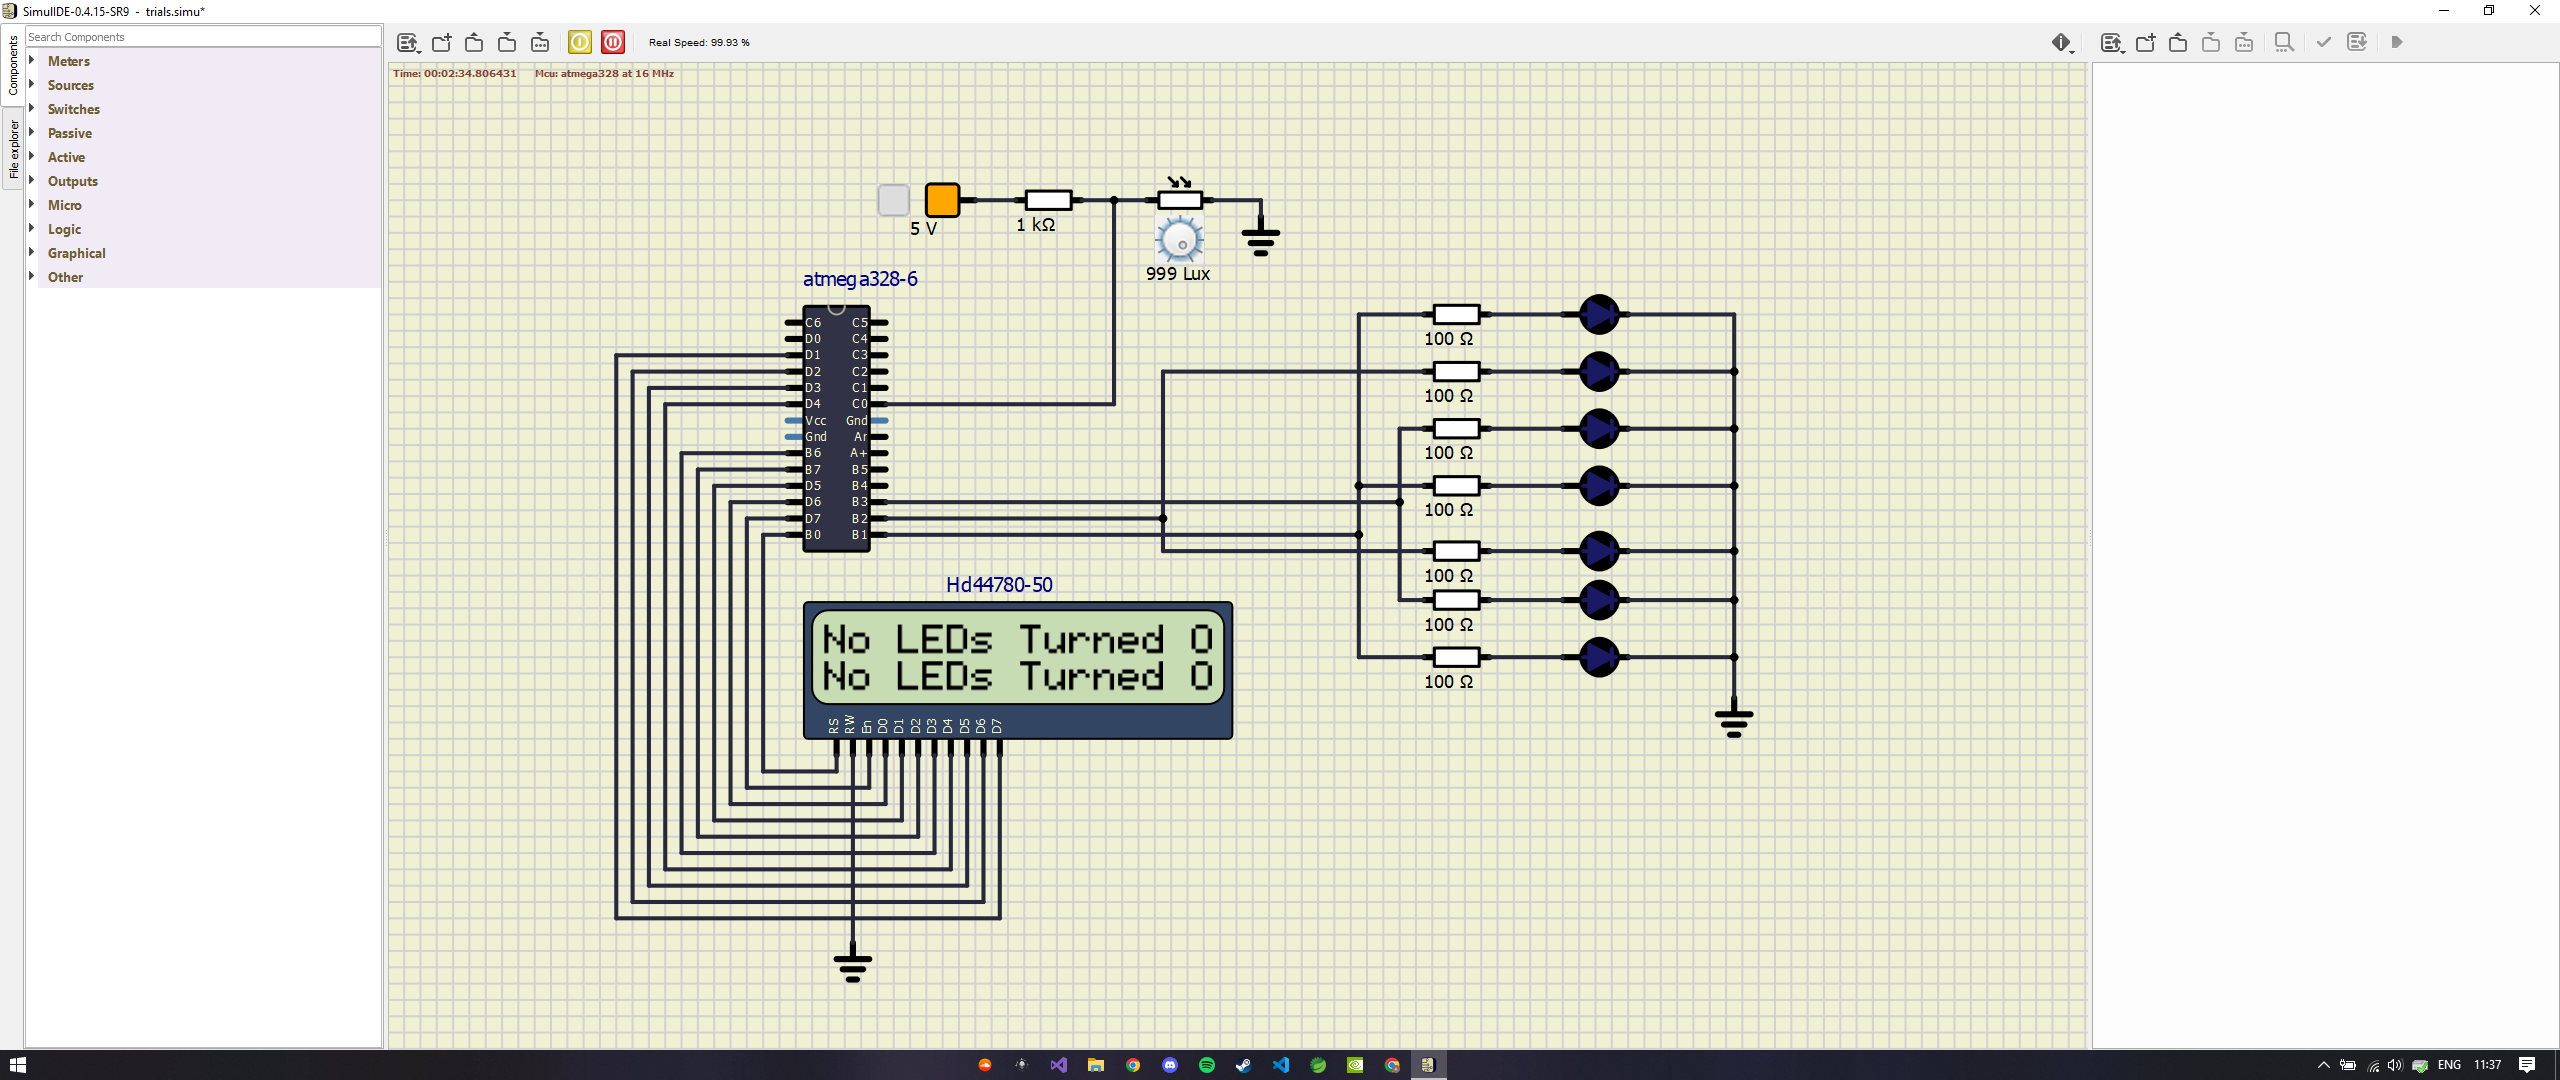 SimulIDE-0.4.15-SR9 - trials.simu*
Components
File explorer
Search Components
Meters
Sources
Switches
Passive
Active
Outputs
Micro
Logic
Graphical
Other
Real Speed: 99.93 %
Time: 00:02:34.806431 Mcu: atmega328 at 16 MHz
5 V
1 kΩ
999 Lux
atmega328-6
C6 C5
D0 C4
D1 C3
D2 C2
D3 C1
D4 C0
Vcc Gnd
Gnd Ar
B6 A+
B7 B5
D5 B4
D6 B3
D7 B2
B0 B1
100 Ω
100 Ω
100 Ω
100 Ω
100 Ω
100 Ω
100 Ω
Hd44780-50
No LEDs Turned O
No LEDs Turned O
RS RW En D0 D1 D2 D3 D4 D5 D6 D7
ENG 11:37